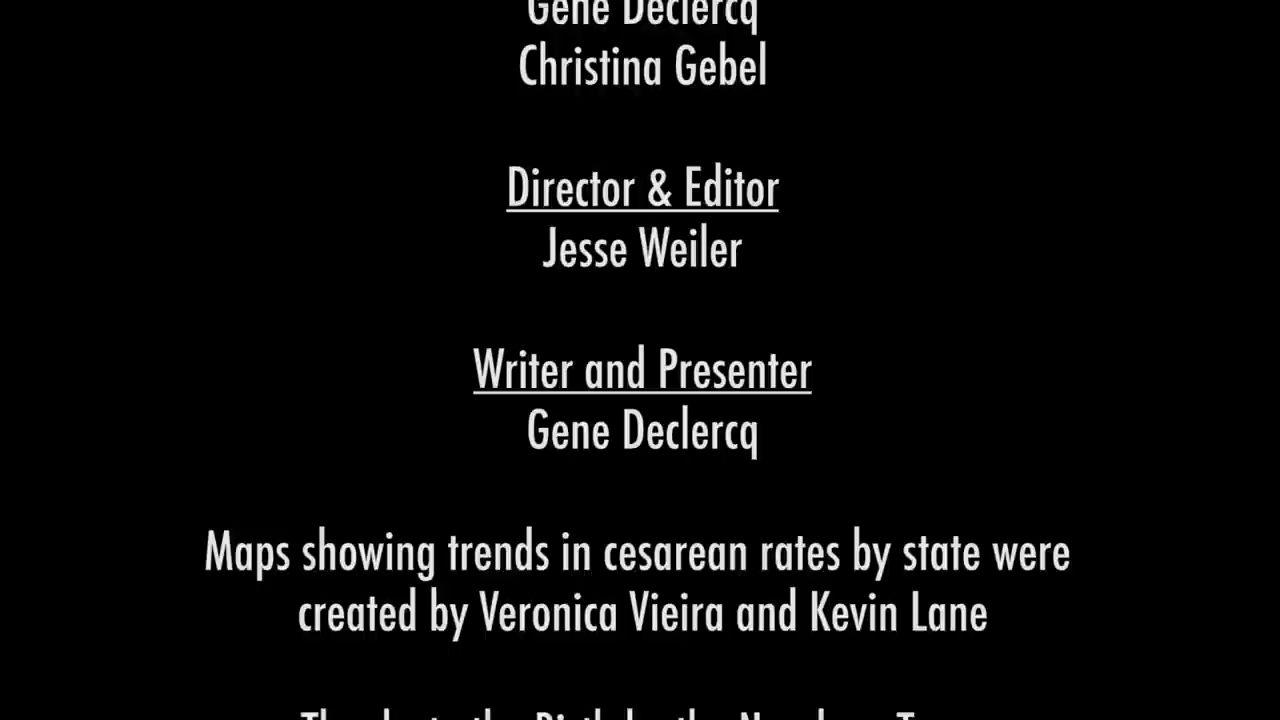 Gene Declercq
Christina Gebel
Director & Editor
Jesse Weiler
Writer and Presenter
Gene Declercq
Maps showing trends in cesarean rates by state were
created by Veronica Vieira and Kevin Lane